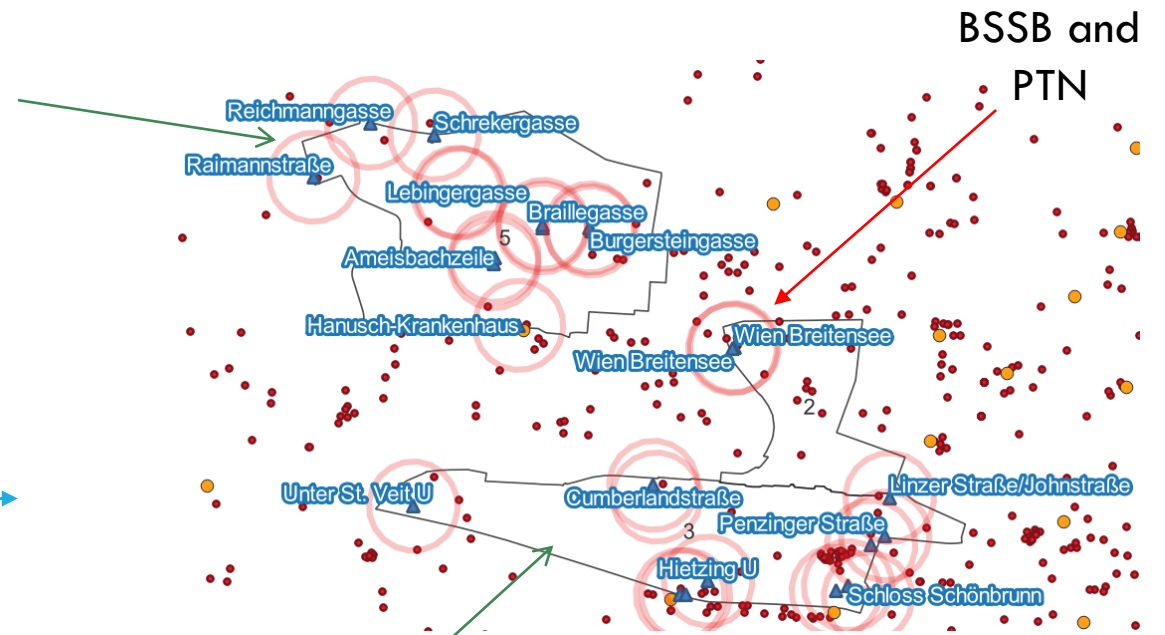 BSSB and
PTN
Reichmanngasse
Schrekergasse
Raimannstraße
Lebingergasse
Braillegasse
5
Burgersteingasse
Ameisbachzeile
Hanusch-Krankenhaus
Wien Breitensee
Wien Breitensee
2
Unter St. Veit U
Cumberlandstraße
Linzer Straße/Johnstraße
Penzinger Straße
3
Hietzing U
Schloss Schönbrunn